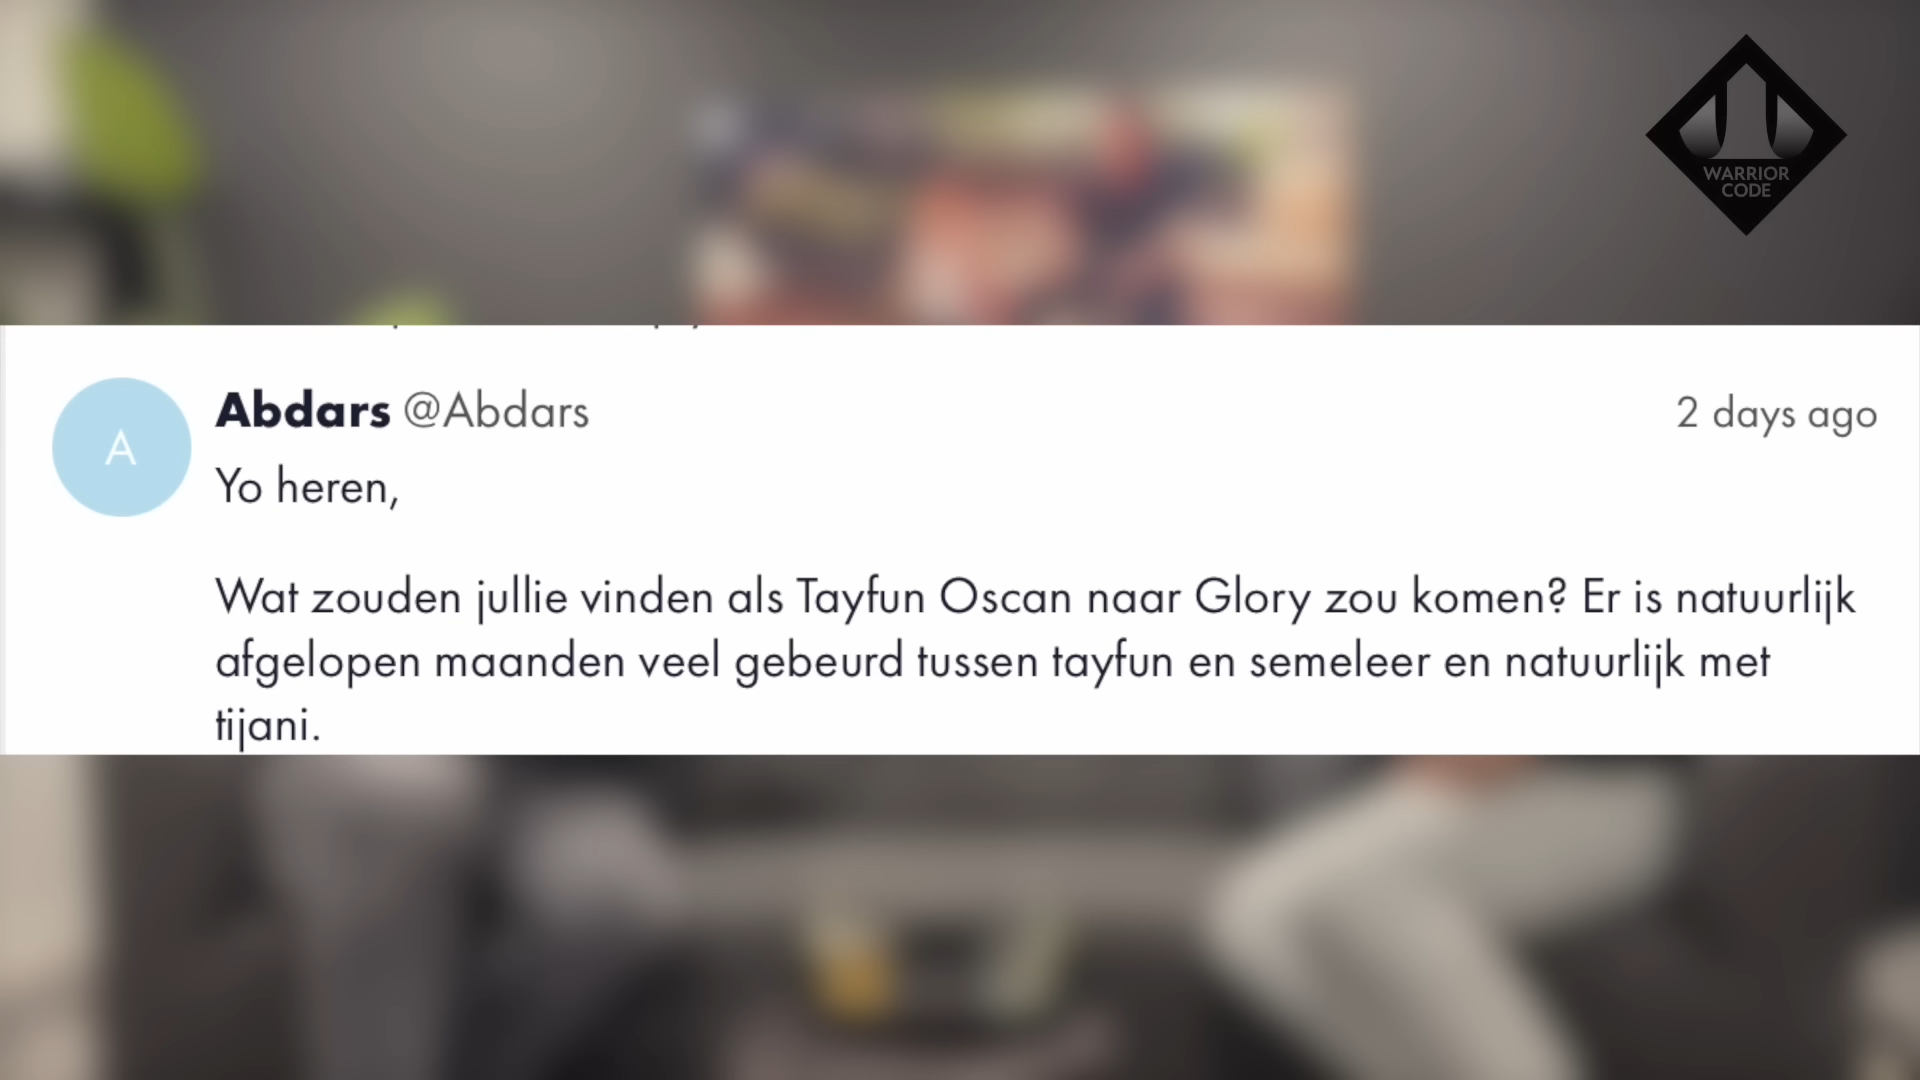 WARRIOR
CODE
A
Abdars @Abdars
2 days ago
Yo heren,
Wat zouden jullie vinden als Tayfun Oscan naar Glory zou komen? Er is natuurlijk
afgelopen maanden veel gebeurd tussen tayfun en semeleer en natuurlijk met
tijani.